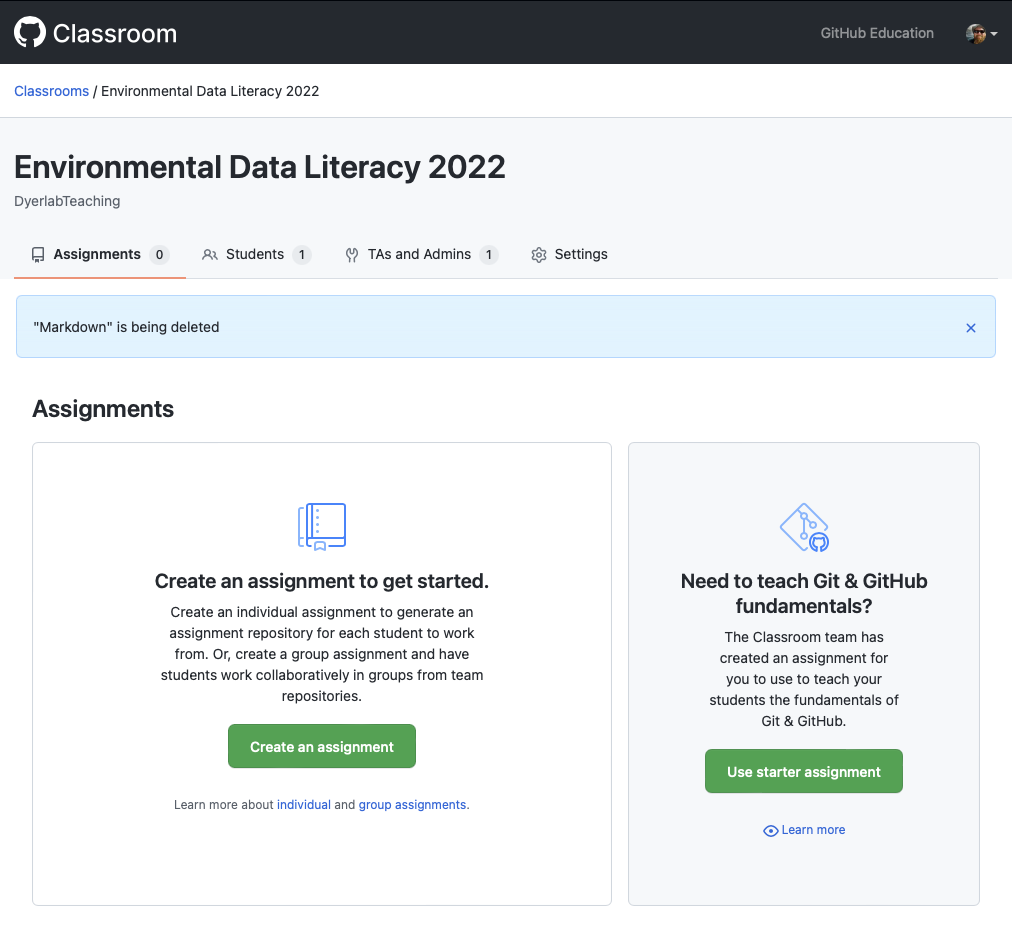 Classroom
GitHub Education
Classrooms / Environmental Data Literacy 2022
Environmental Data Literacy 2022
DyerlabTeaching
Assignments 0
Students 1
TAs and Admins 1
Settings
"Markdown" is being deleted
Assignments
Create an assignment to get started.
Create an individual assignment to generate an
assignment repository for each student to work
from. Or, create a group assignment and have
students work collaboratively in groups from team
repositories.
Create an assignment
Learn more about individual and group assignments.
Need to teach Git & GitHub
fundamentals?
The Classroom team has
created an assignment for
you to use to teach your
students the fundamentals of
Git & GitHub.
Use starter assignment
Learn more